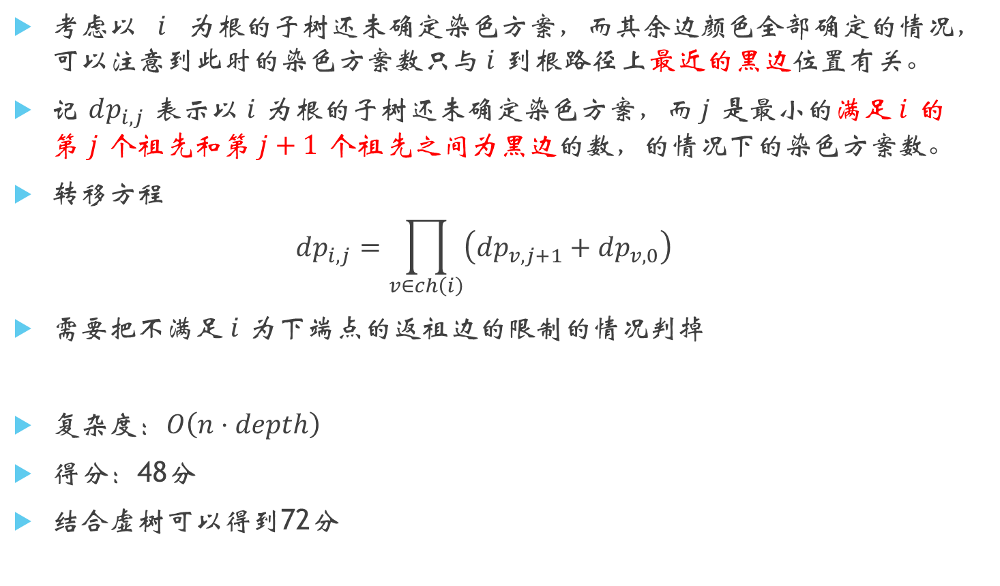 考虑以 i 为根的子树还未确定染色方案，而其余边颜色全部确定的情况，
可以注意到此时的染色方案数只与 i 到根路径上最近的黑边位置有关。
记 dp_{i,j} 表示以 i 为根的子树还未确定染色方案，而 j 是最小的满足 i 的
第 j 个祖先和第 j + 1 个祖先之间为黑边的数，的情况下的染色方案数。
转移方程
dp_{i,j} = ∏_{v∈ch(i)} (dp_{v,j+1} + dp_{v,0})
需要把不满足 i 为下端点的返祖边的限制的情况判掉
复杂度：O(n · depth)
得分：48分
结合虚树可以得到72分